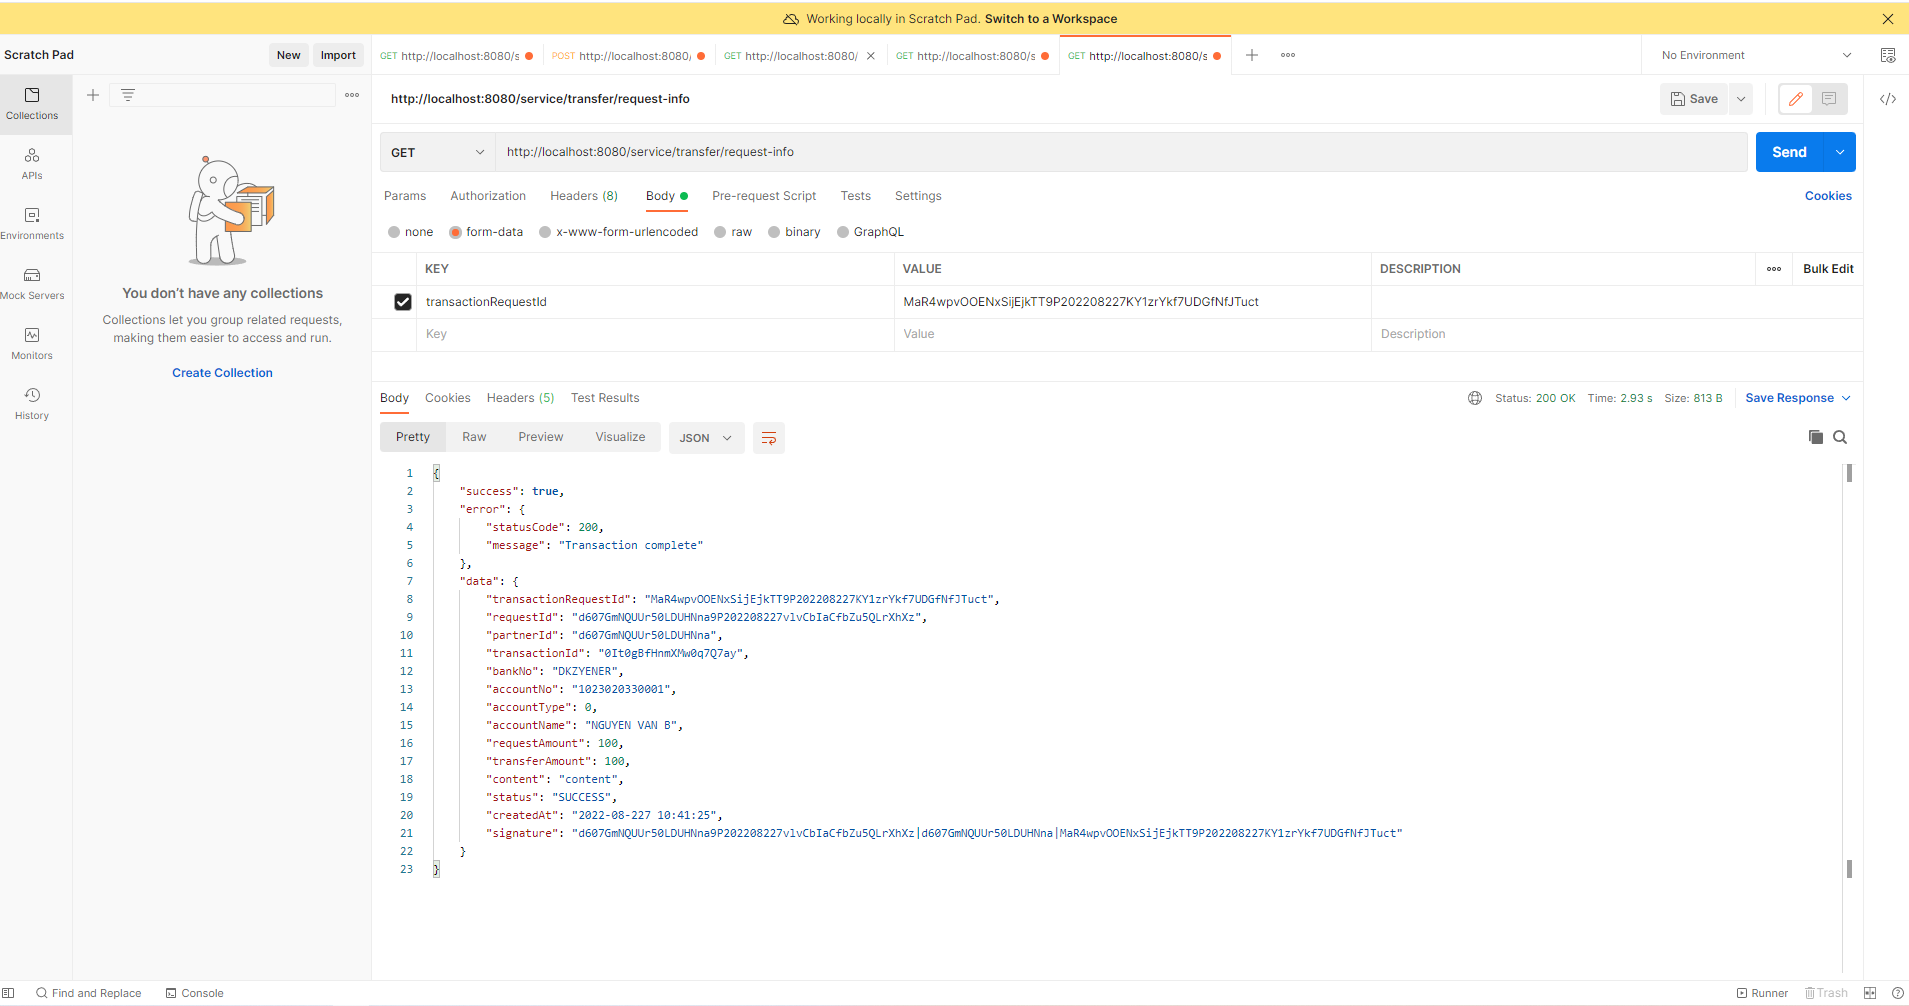 Working locally in Scratch Pad. Switch to a Workspace
Scratch Pad
New
Import
GET http://localhost:8080/s
POST http://localhost:8080/
GET http://localhost:8080/
GET http://localhost:8080/s
GET http://localhost:8080/s
No Environment
Collections
APIs
Environments
Mock Servers
Monitors
History
You don't have any collections
Collections let you group related requests,
making them easier to access and run.
Create Collection
http://localhost:8080/service/transfer/request-info
Save
GET
http://localhost:8080/service/transfer/request-info
Send
Params Authorization Headers (8) Body Pre-request Script Tests Settings
Cookies
none form-data x-www-form-urlencoded raw binary GraphQL
KEY VALUE DESCRIPTION
Bulk Edit
transactionRequestId MaR4wpvOOENxSijEjkTT9P202208227KY1zrYkf7UDGfNfJTuct
Key Value Description
Body Cookies Headers (5) Test Results
Status: 200 OK Time: 2.93 s Size: 813 B
Save Response
Pretty Raw Preview Visualize JSON
1 {
2 "success": true,
3 "error": {
4 "statusCode": 200,
5 "message": "Transaction complete"
6 },
7 "data": {
8 "transactionRequestId": "MaR4wpvOOENxSijEjkTT9P202208227KY1zrYkf7UDGfNfJTuct",
9 "requestId": "d607GmNQUUr50LDUHNna9P202208227vlvCbIaCfbZu5QLrXhXz",
10 "partnerId": "d607GmNQUUr50LDUHNna",
11 "transactionId": "0It0gBfHnmXMw0q7Q7ay",
12 "bankNo": "DKZYENER",
13 "accountNo": "1023020330001",
14 "accountType": 0,
15 "accountName": "NGUYEN VAN B",
16 "requestAmount": 100,
17 "transferAmount": 100,
18 "content": "content",
19 "status": "SUCCESS",
20 "createdAt": "2022-08-227 10:41:25",
21 "signature": "d607GmNQUUr50LDUHNna9P202208227vlvCbIaCfbZu5QLrXhXz|d607GmNQUUr50LDUHNna|MaR4wpvOOENxSijEjkTT9P202208227KY1zrYkf7UDGfNfJTuct"
22 }
23 }
Find and Replace
Console
Runner
Trash